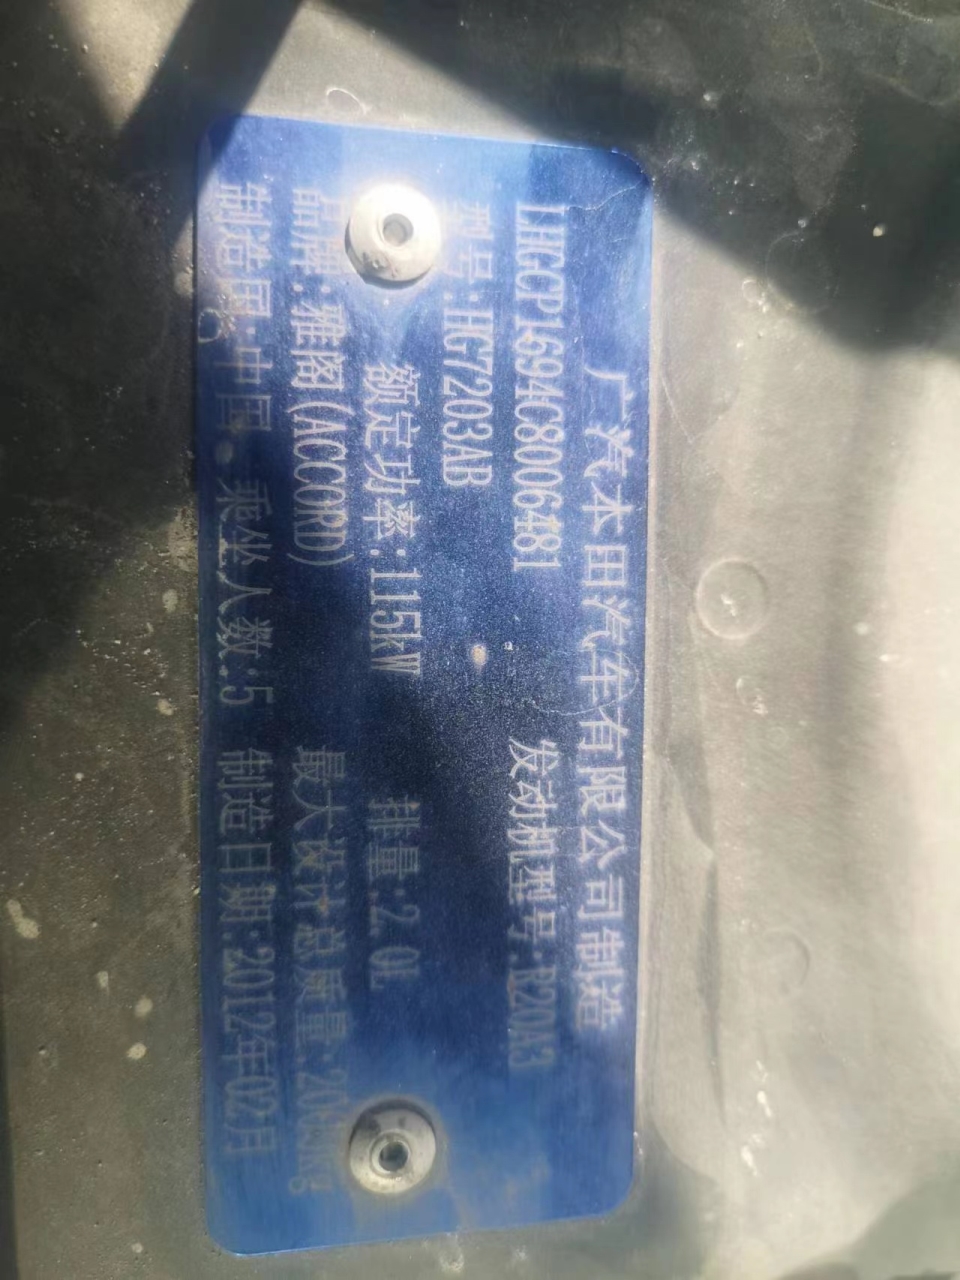 广汽本田汽车有限公司制造
LHGCP1694C8006481 发动机型号:R20A3
型号:HG7203AB
额定功率:115kW 排量:2.0L
品牌:雅阁(ACCORD) 最大设计总质量:
制造国:中国 乘坐人数:5 制造日期:2012年02月